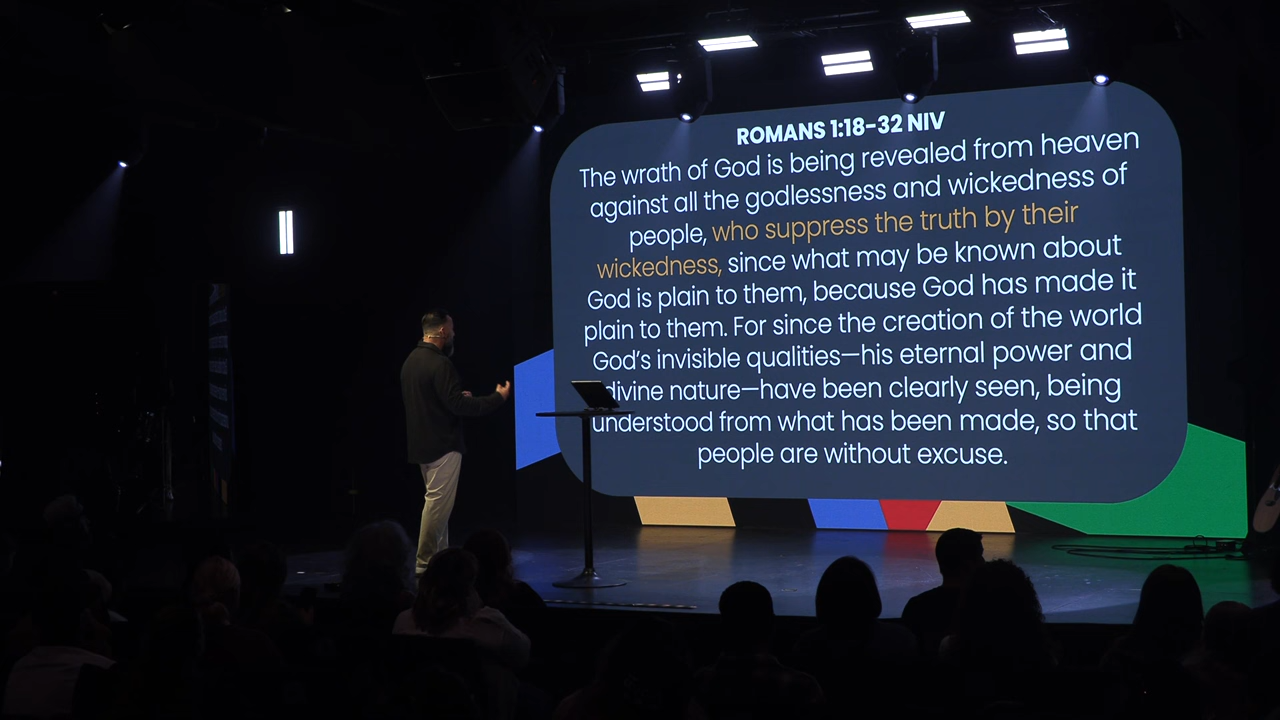 ROMANS 1:18-32 NIV
The wrath of God is being revealed from heaven
against all the godlessness and wickedness of
people, who suppress the truth by their
wickedness, since what may be known about
God is plain to them, because God has made it
plain to them. For since the creation of the world
God's invisible qualities—his eternal power and
divine nature—have been clearly seen, being
understood from what has been made, so that
people are without excuse.